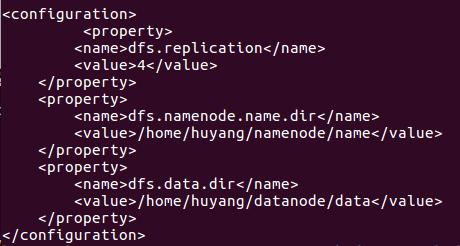 <configuration>
<property>
<name>dfs.replication</name>
<value>4</value>
</property>
<property>
<name>dfs.namenode.name.dir</name>
<value>/home/huyang/namenode/name</value>
</property>
<property>
<name>dfs.data.dir</name>
<value>/home/huyang/datanode/data</value>
</property>
</configuration>